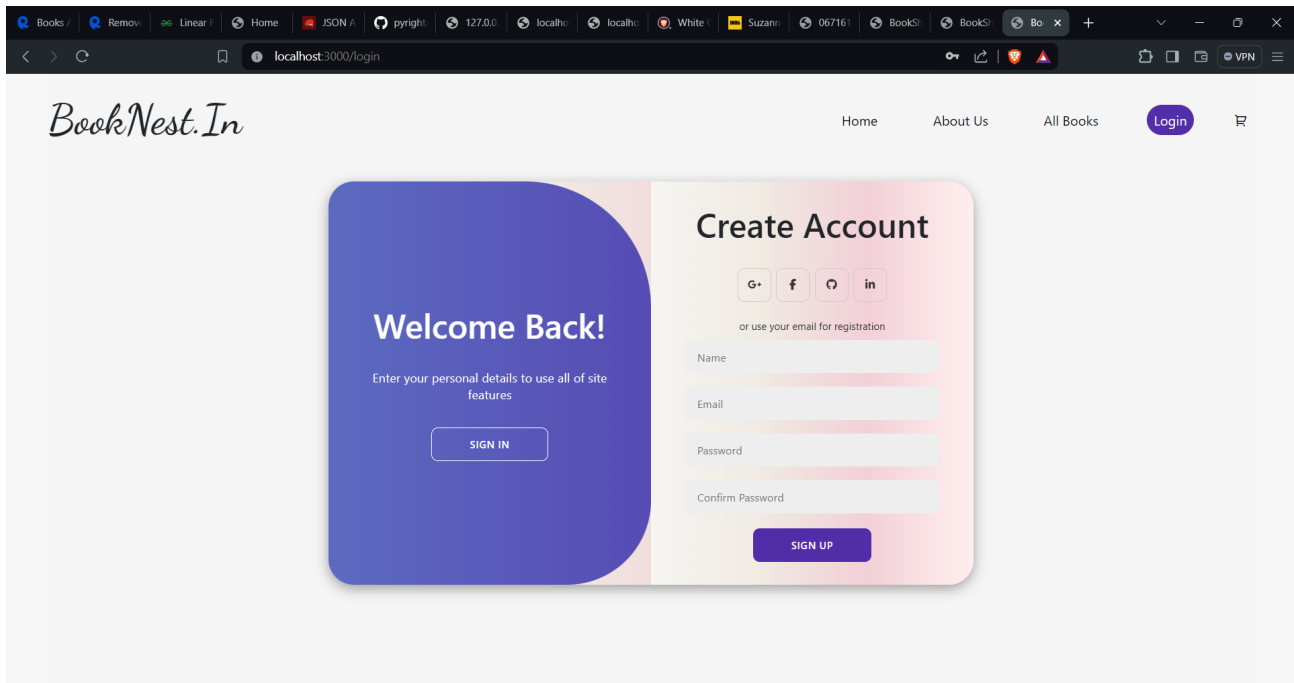 Books /
Remov
Linear
Home
JSON A
pyright,
127.0.0.
localho
localho
White
Suzann
067161
BookSh
BookSh
Bo
localhost:3000/login
VPN
BookNest.In
Home
About Us
All Books
Login
Welcome Back!
Enter your personal details to use all of site
features
SIGN IN
Create Account
G+
f
in
or use your email for registration
Name
Email
Password
Confirm Password
SIGN UP